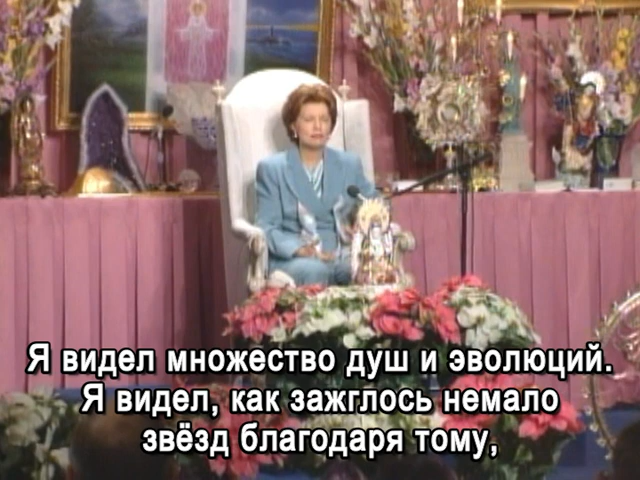 Я видел множество душ и эволюций.
Я видел, как зажглось немало
звёзд благодаря тому,